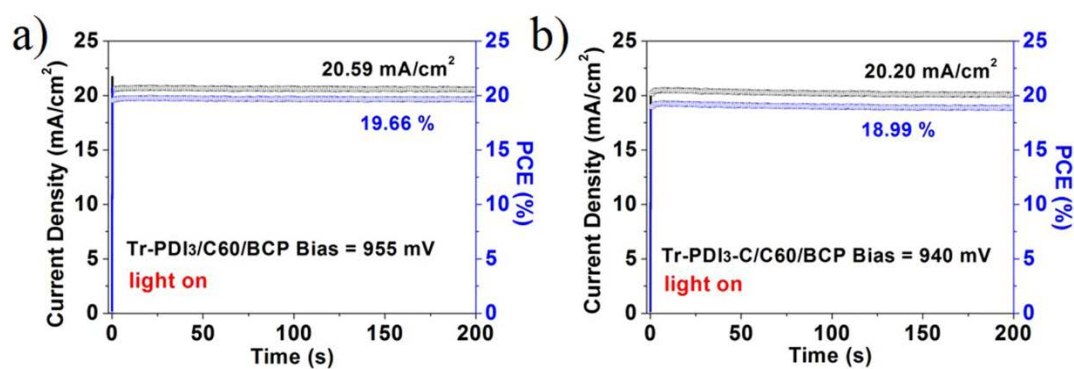 a)
25
20
15
10
5
0
Current Density (mA/cm²)
20.59 mA/cm²
19.66 %
Tr-PDI₃/C60/BCP Bias = 955 mV
light on
25
20
15
10
5
0
PCE (%)
0 50 100 150 200
Time (s)
b)
25
20
15
10
5
0
Current Density (mA/cm²)
20.20 mA/cm²
18.99 %
Tr-PDI₃-C/C60/BCP Bias = 940 mV
light on
25
20
15
10
5
0
PCE (%)
0 50 100 150 200
Time (s)